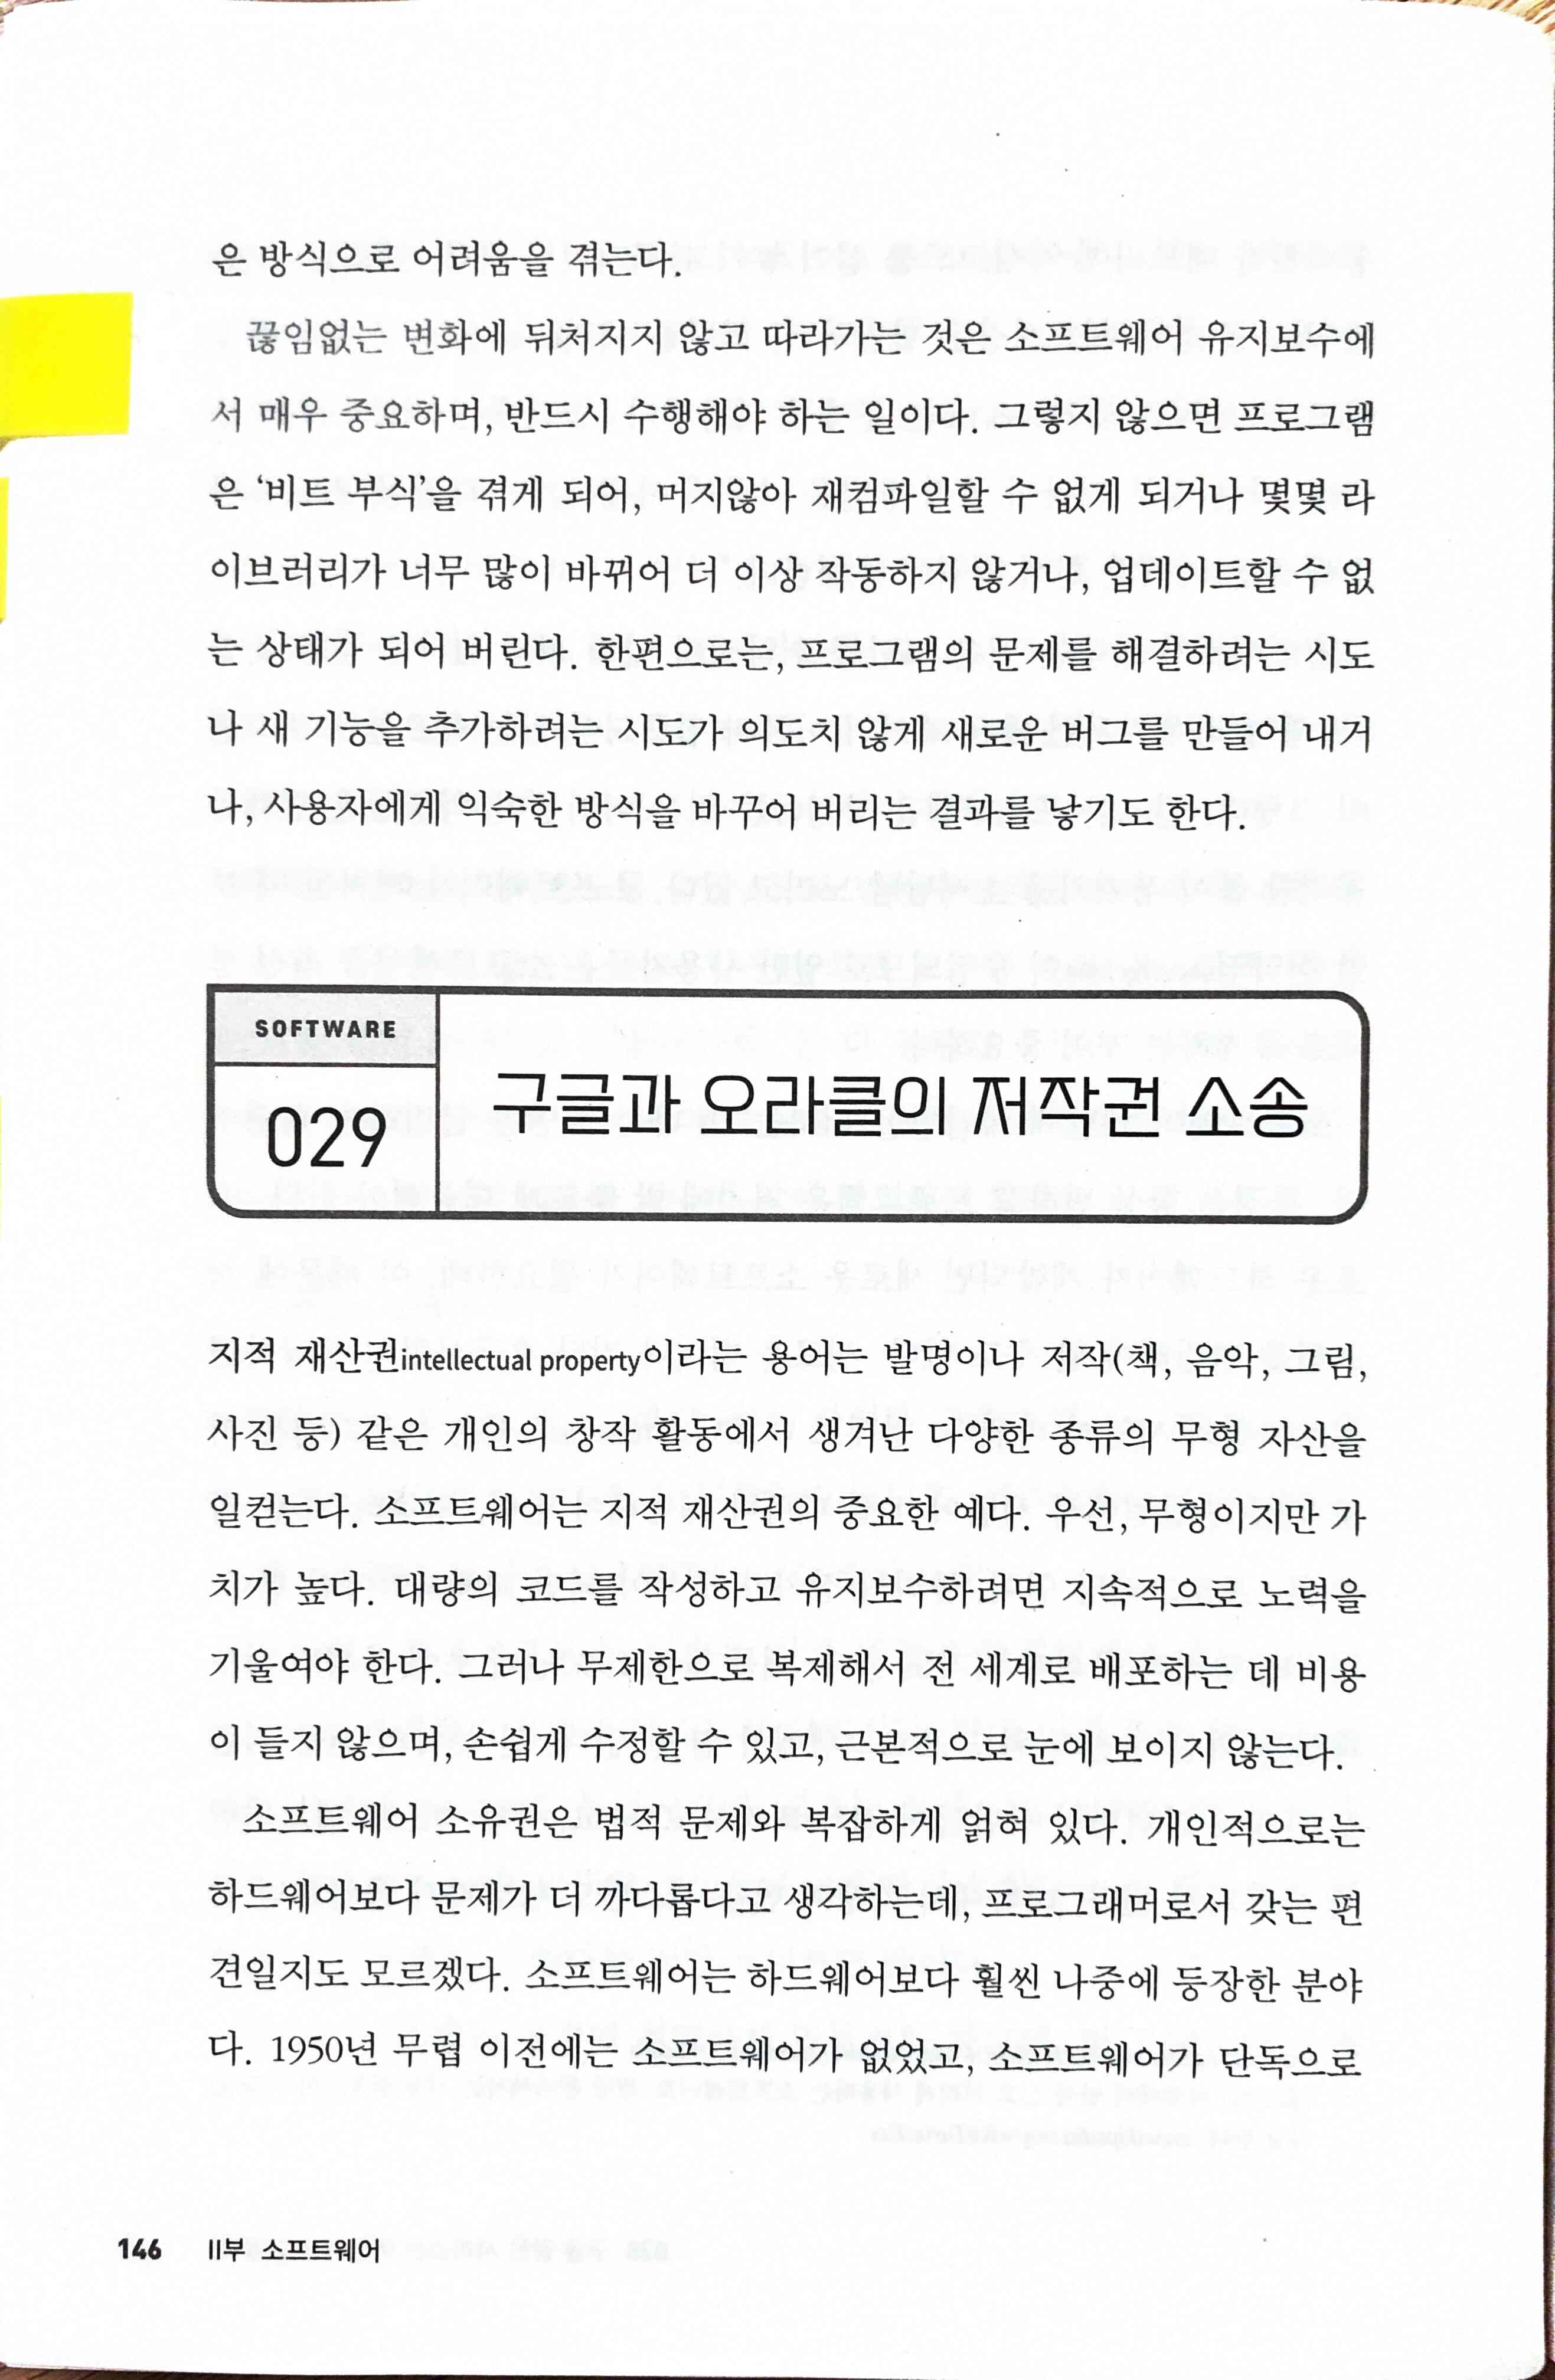 은 방식으로 어려움을 겪는다.
끊임없는 변화에 뒤처지지 않고 따라가는 것은 소프트웨어 유지보수에
서 매우 중요하며, 반드시 수행해야 하는 일이다. 그렇지 않으면 프로그램
은 ‘비트 부식’을 겪게 되어, 머지않아 재컴파일할 수 없게 되거나 몇몇 라
이브러리가 너무 많이 바뀌어 더 이상 작동하지 않거나, 업데이트할 수 없
는 상태가 되어 버린다. 한편으로는, 프로그램의 문제를 해결하려는 시도
나 새 기능을 추가하려는 시도가 의도치 않게 새로운 버그를 만들어 내거
나, 사용자에게 익숙한 방식을 바꾸어 버리는 결과를 낳기도 한다.
SOFTWARE
029
구글과 오라클의 저작권 소송
지적 재산권intellectual property이라는 용어는 발명이나 저작(책, 음악, 그림,
사진 등) 같은 개인의 창작 활동에서 생겨난 다양한 종류의 무형 자산을
일컫는다. 소프트웨어는 지적 재산권의 중요한 예다. 우선, 무형이지만 가
치가 높다. 대량의 코드를 작성하고 유지보수하려면 지속적으로 노력을
기울여야 한다. 그러나 무제한으로 복제해서 전 세계로 배포하는 데 비용
이 들지 않으며, 손쉽게 수정할 수 있고, 근본적으로 눈에 보이지 않는다.
소프트웨어 소유권은 법적 문제와 복잡하게 얽혀 있다. 개인적으로는
하드웨어보다 문제가 더 까다롭다고 생각하는데, 프로그래머로서 갖는 편
견일지도 모르겠다. 소프트웨어는 하드웨어보다 훨씬 나중에 등장한 분야
다. 1950년 무렵 이전에는 소프트웨어가 없었고, 소프트웨어가 단독으로
146 II부 소프트웨어